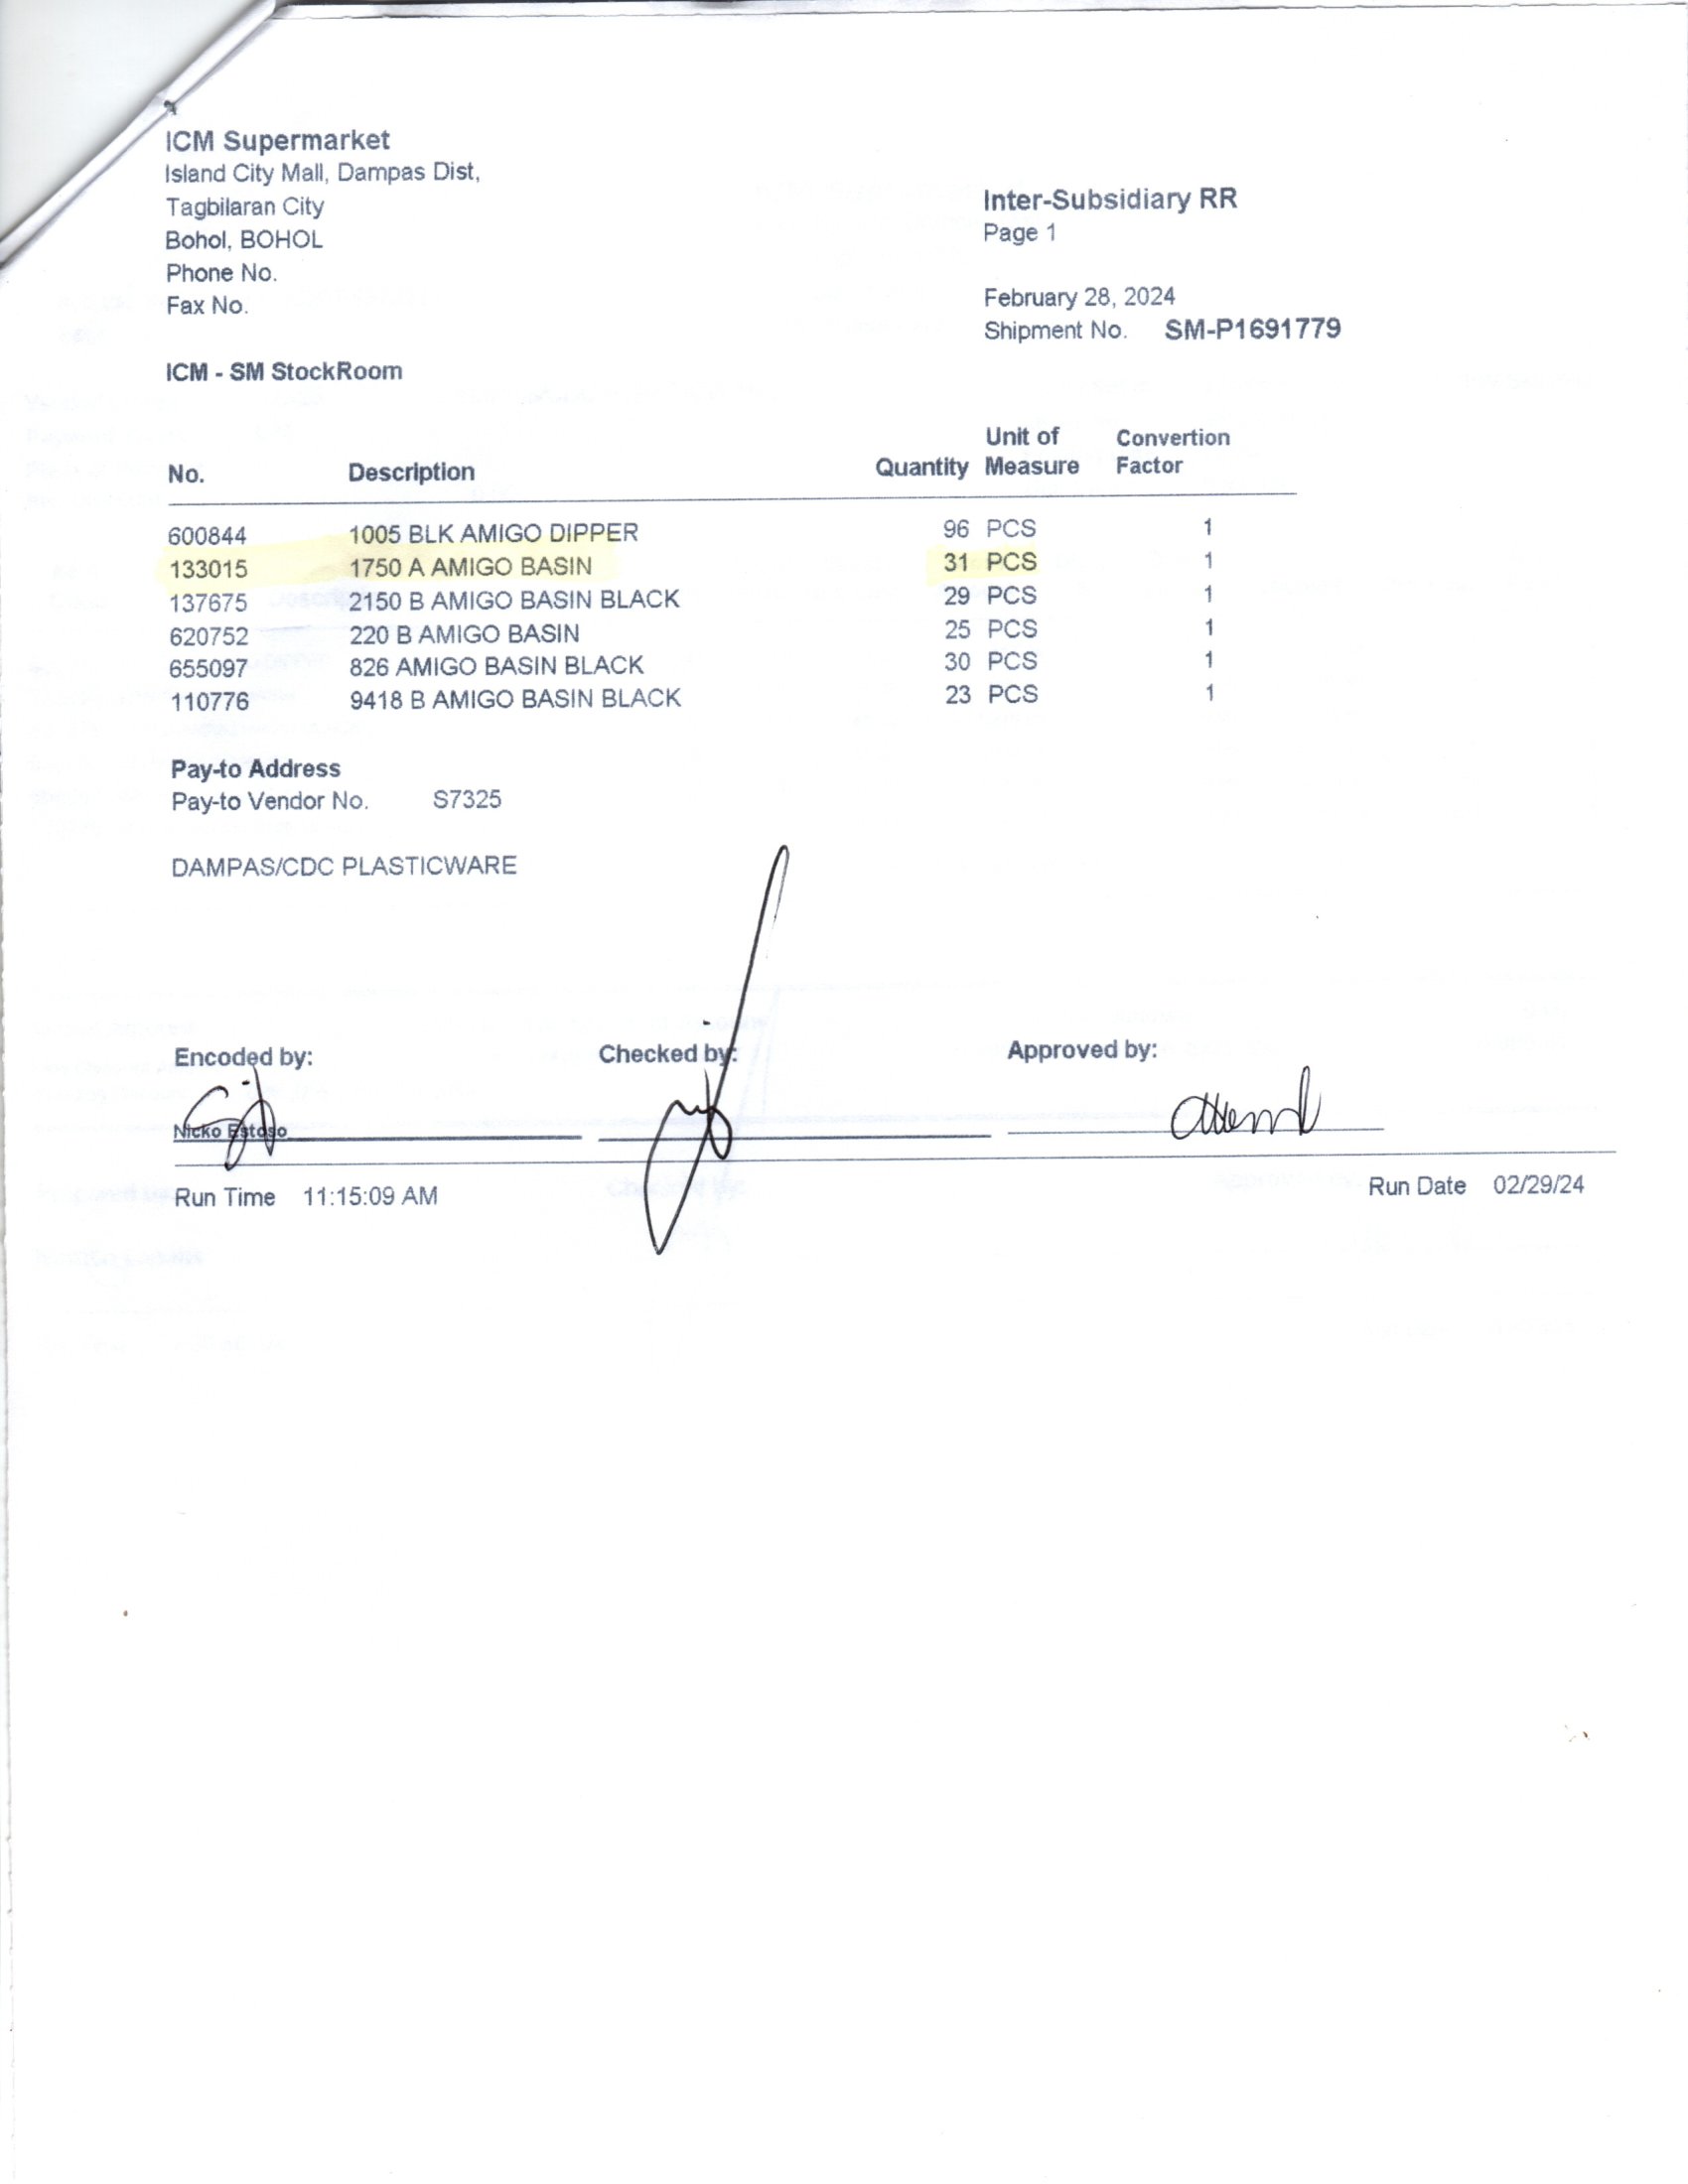 ICM Supermarket
Island City Mall, Dampas Dist,
Tagbilaran City
Bohol, BOHOL
Phone No.
Fax No.
Inter-Subsidiary RR
Page 1
February 28, 2024
Shipment No. SM-P1691779
ICM - SM StockRoom
No. Description Quantity Unit of Measure Convertion Factor
600844 1005 BLK AMIGO DIPPER 96 PCS 1
133015 1750 A AMIGO BASIN 31 PCS 1
137675 2150 B AMIGO BASIN BLACK 29 PCS 1
620752 220 B AMIGO BASIN 25 PCS 1
655097 826 AMIGO BASIN BLACK 30 PCS 1
110776 9418 B AMIGO BASIN BLACK 23 PCS 1
Pay-to Address
Pay-to Vendor No. S7325
DAMPAS/CDC PLASTICWARE
Encoded by: Checked by: Approved by:
Nicko Estoso
Run Time 11:15:09 AM Run Date 02/29/24